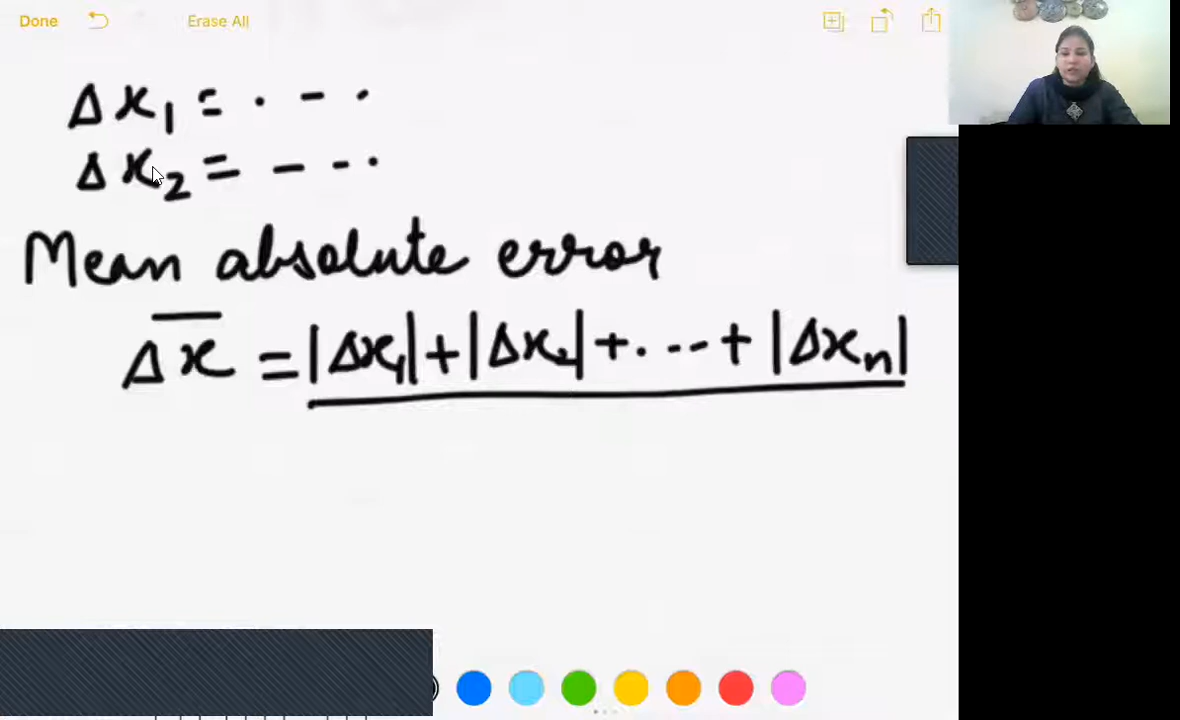 Done Erase All
Δx₁ = . - .
Δx₂ = - - .
Mean absolute error
Δx̅ = |Δx₁| + |Δx₂| + . - - + |Δxₙ|